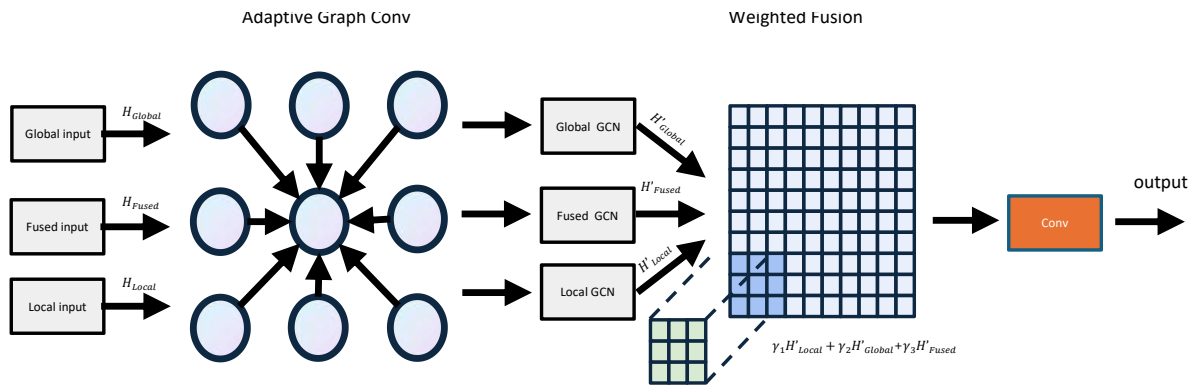 Adaptive Graph Conv
Weighted Fusion
Global input
H_Global
Global GCN
H'_Global
Fused input
H_Fused
Fused GCN
H'_Fused
Local input
H_Local
Local GCN
H'_Local
Conv
output
γ₁H'_Local + γ₂H'_Global+γ₃H'_Fused